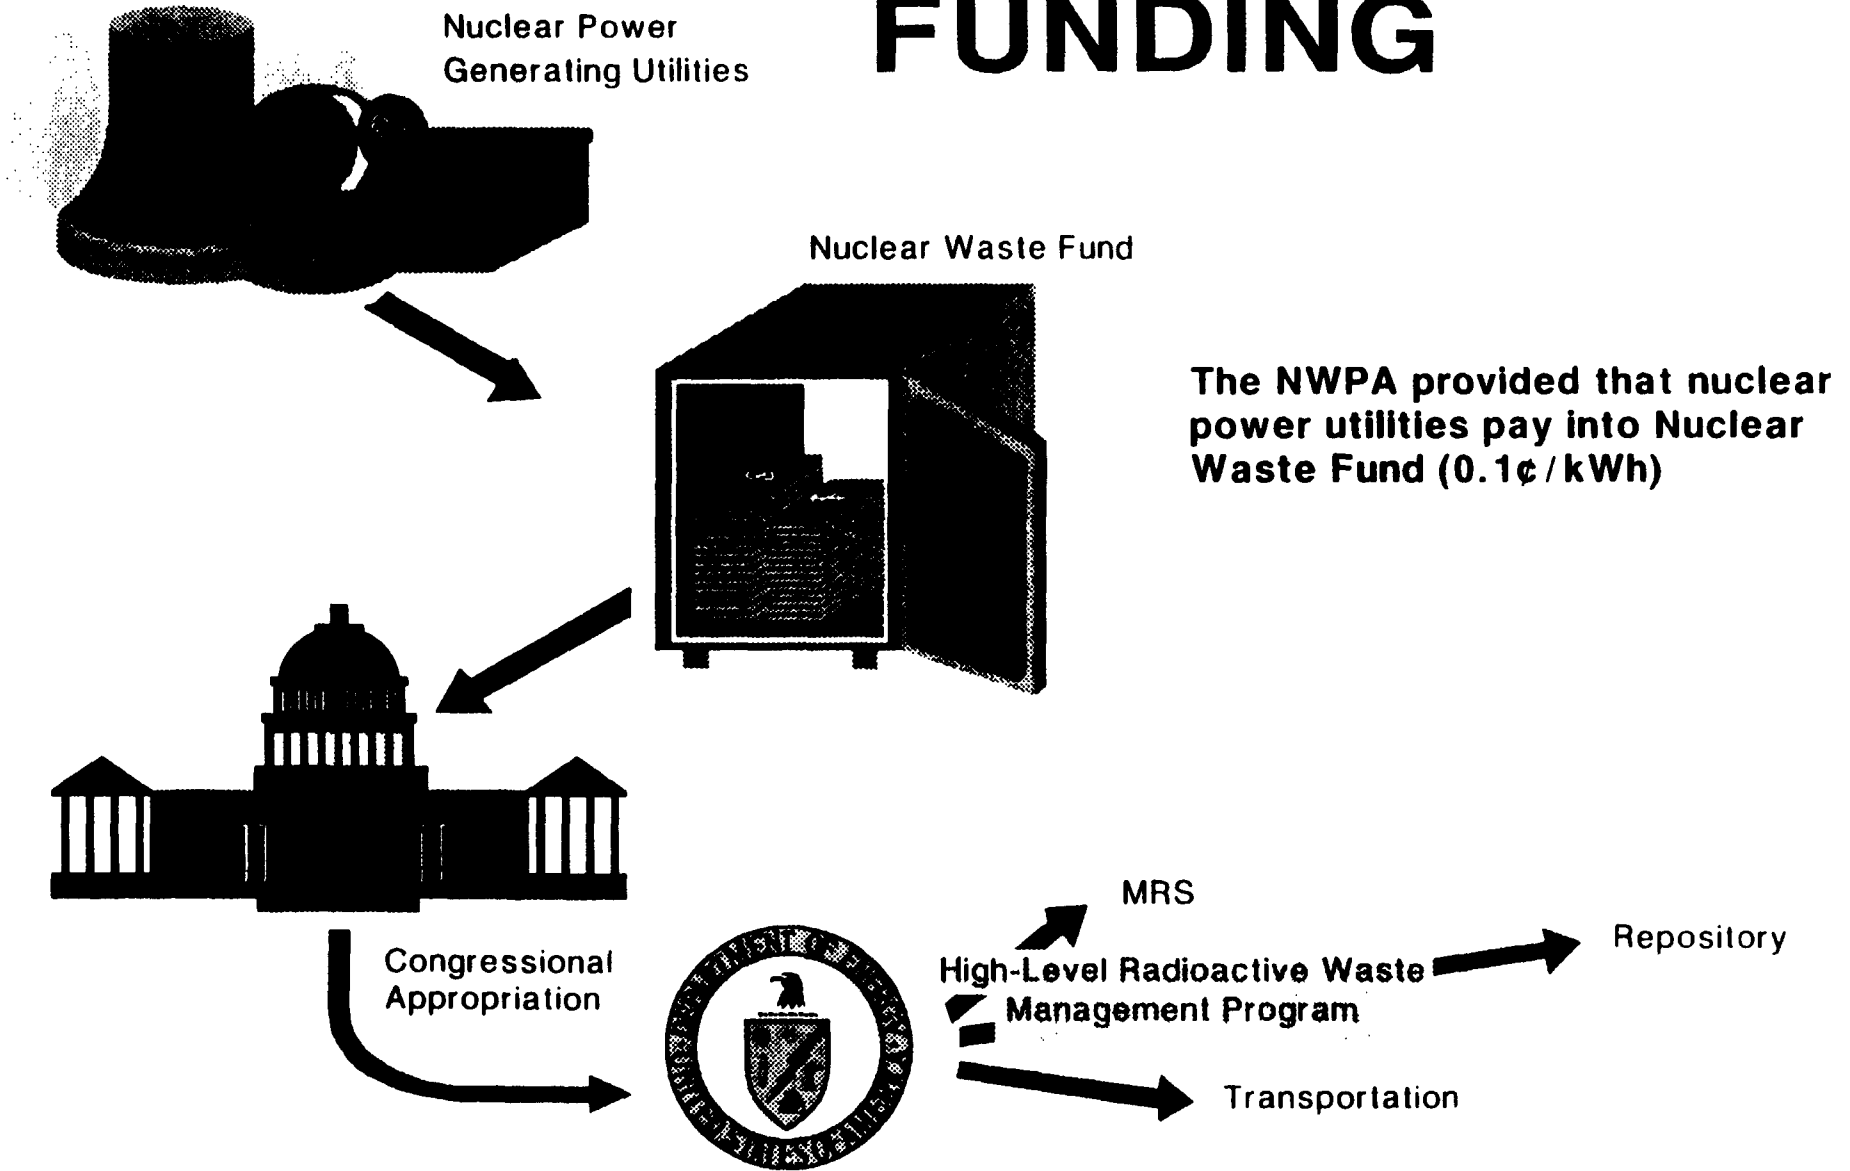 FUNDING
Nuclear Power
Generating Utilities
Nuclear Waste Fund
The NWPA provided that nuclear
power utilities pay into Nuclear
Waste Fund (0.1¢/kWh)
Congressional
Appropriation
MRS
High-Level Radioactive Waste
Management Program
Repository
Transportation